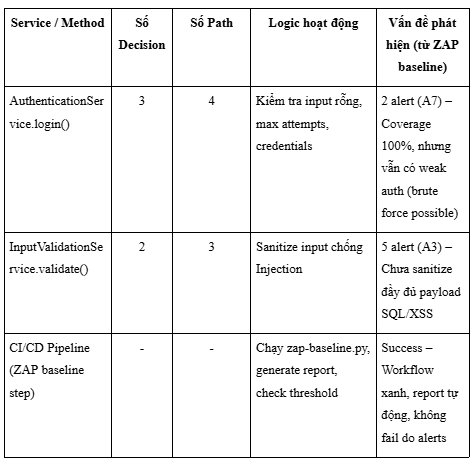 Service / Method
Số
Decision
Số Path
Logic hoạt động
Vấn đề phát
hiện (từ ZAP
baseline)
AuthenticationSer
vice.login()
3
4
Kiểm tra input rỗng,
max attempts,
credentials
2 alert (A7) –
Coverage
100%, nhưng
vẫn có weak
auth (brute
force possible)
InputValidationSe
rvice.validate()
2
3
Sanitize input chống
Injection
5 alert (A3) –
Chưa sanitize
đầy đủ payload
SQL/XSS
CI/CD Pipeline
(ZAP baseline
step)
-
-
Chạy zap-baseline.py,
generate report,
check threshold
Success –
Workflow
xanh, report tự
động, không
fail do alerts